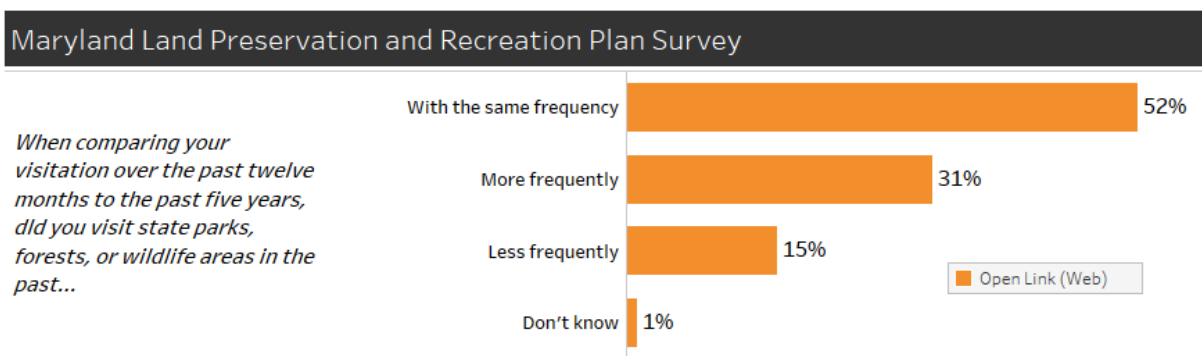 Maryland Land Preservation and Recreation Plan Survey
When comparing your
visitation over the past twelve
months to the past five years,
dId you visit state parks,
forests, or wildlife areas in the
past...
With the same frequency
52%
More frequently
31%
Less frequently
15%
Don't know
1%
Open Link (Web)